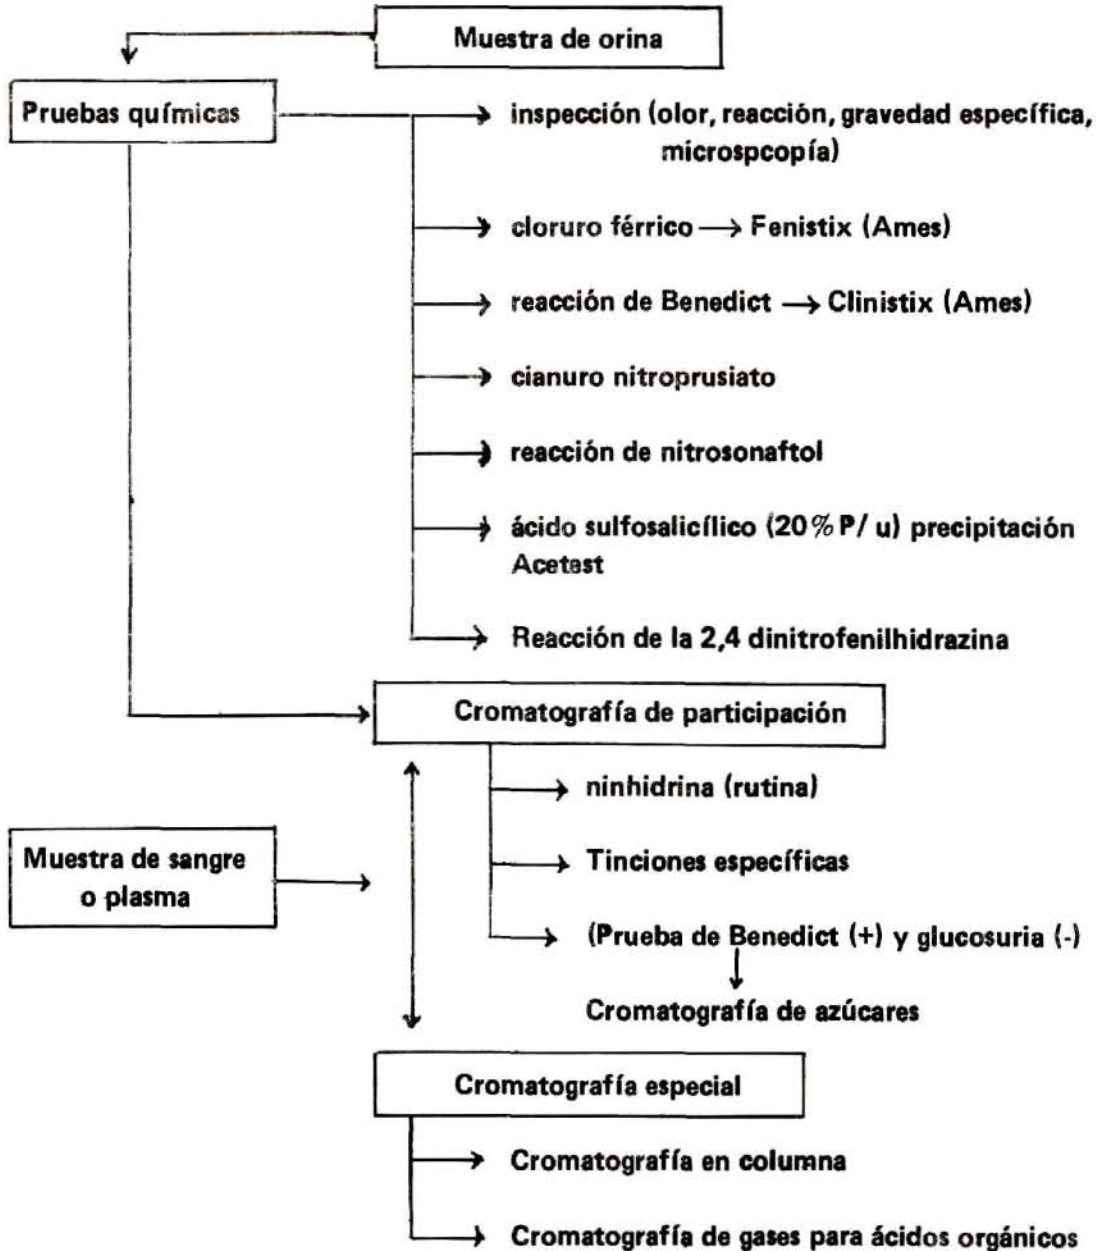 Muestra de orina
Pruebas químicas
inspección (olor, reacción, gravedad específica,
microspcopía)
cloruro férrico → Fenistix (Ames)
reacción de Benedict → Clinistix (Ames)
cianuro nitroprusiato
reacción de nitrosonaftol
ácido sulfosalicílico (20% P/ u) precipitación
Acetest
Reacción de la 2,4 dinitrofenilhidrazina
Cromatografía de participación
ninhidrina (rutina)
Muestra de sangre
o plasma
Tinciones específicas
(Prueba de Benedict (+) y glucosuria (-)
Cromatografía de azúcares
Cromatografía especial
Cromatografía en columna
Cromatografía de gases para ácidos orgánicos